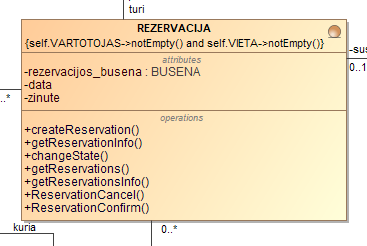 turi
REZERVACIJA
{self.VARTOTOJAS->notEmpty() and self.VIETA->notEmpty()}
attributes
-su
-rezervacijos_busena : BUSENA
0..1
-data
..*
-zinute
operations
+createReservation()
+getReservationInfo()
+changeState()
+getReservations()
+getReservationsInfo()
+ReservationCancel()
+ReservationConfirm()
kuria
0..*